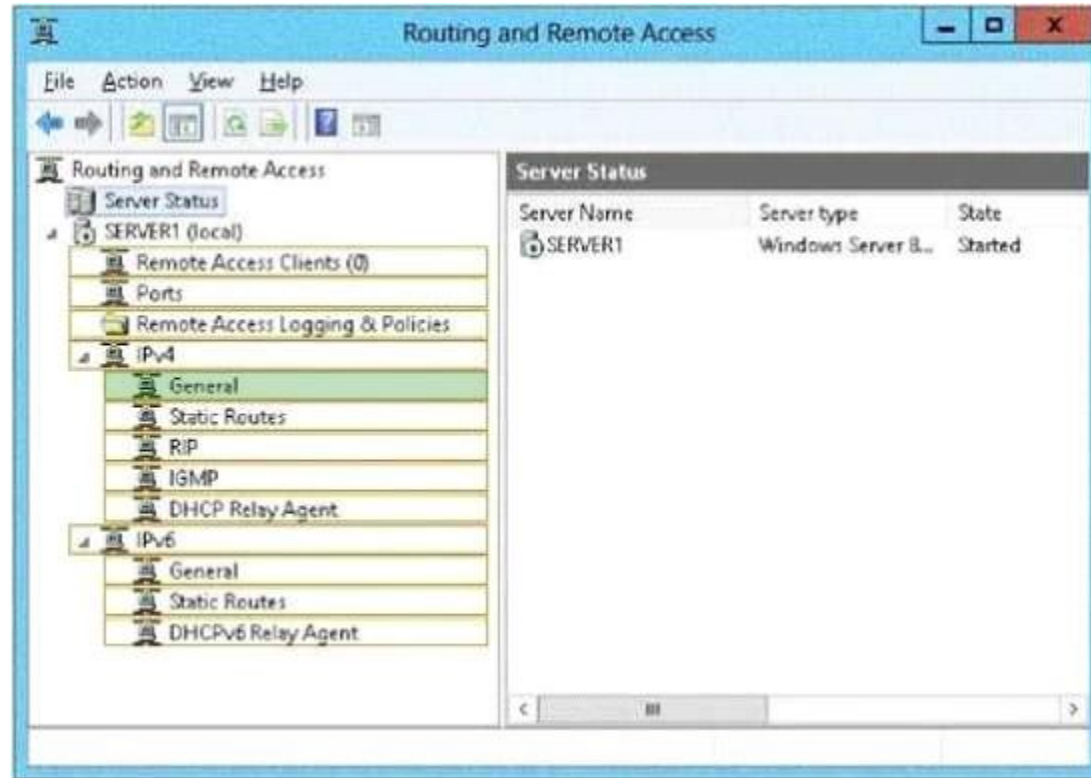 Routing and Remote Access
File Action View Help
Routing and Remote Access
Server Status
SERVER1 (local)
Remote Access Clients (0)
Ports
Remote Access Logging & Policies
IPv4
General
Static Routes
RIP
IGMP
DHCP Relay Agent
IPv6
General
Static Routes
DHCPv6 Relay Agent
Server Status
Server Name Server type State
SERVER1 Windows Server 8... Started